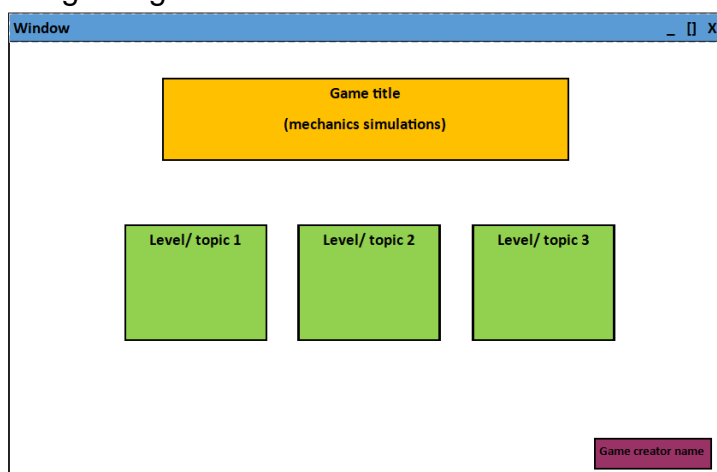 Window _ [] X
Game title
(mechanics simulations)
Level/ topic 1 Level/ topic 2 Level/ topic 3
Game creator name